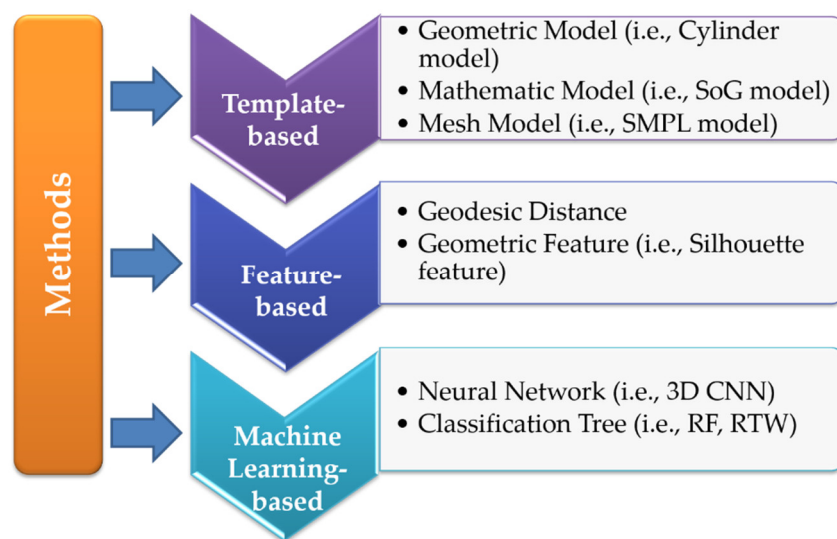 Methods
Template-
based
• Geometric Model (i.e., Cylinder
model)
• Mathematic Model (i.e., SoG model)
• Mesh Model (i.e., SMPL model)
Feature-
based
• Geodesic Distance
• Geometric Feature (i.e., Silhouette
feature)
Machine
Learning-
based
• Neural Network (i.e., 3D CNN)
• Classification Tree (i.e., RF, RTW)